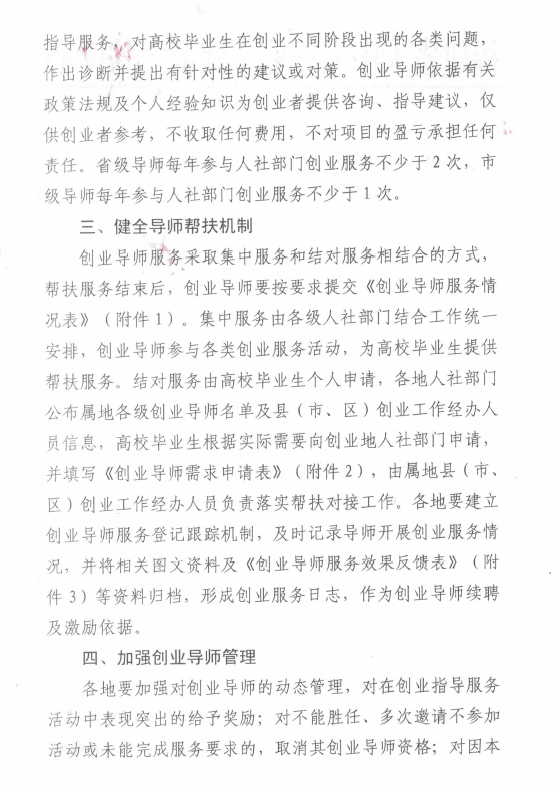 指导服务，对高校毕业生在创业不同阶段出现的各类问题，
作出诊断并提出有针对性的建议或对策。创业导师依据有关
政策法规及个人经验知识为创业者提供咨询、指导建议，仅
供创业者参考，不收取任何费用，不对项目的盈亏承担任何
责任。省级导师每年参与人社部门创业服务不少于2次，市
级导师每年参与人社部门创业服务不少于1次。
三、健全导师帮扶机制
创业导师服务采取集中服务和结对服务相结合的方式，
帮扶服务结束后，创业导师要按要求提交《创业导师服务情
况表》（附件1）。集中服务由各级人社部门结合工作统一
安排，创业导师参与各类创业服务活动，为高校毕业生提供
帮扶服务。结对服务由高校毕业生个人申请，各地人社部门
公布属地各级创业导师名单及县（市、区）创业工作经办人
员信息，高校毕业生根据实际需要向创业地人社部门申请，
并填写《创业导师需求申请表》（附件2），由属地县（市、
区）创业工作经办人员负责落实帮扶对接工作。各地要建立
创业导师服务登记跟踪机制，及时记录导师开展创业服务情
况，并将相关图文资料及《创业导师服务效果反馈表》（附
件3）等资料归档，形成创业服务日志，作为创业导师续聘
及激励依据。
四、加强创业导师管理
各地要加强对创业导师的动态管理，对在创业指导服务
活动中表现突出的给予奖励；对不能胜任、多次邀请不参加
活动或未能完成服务要求的，取消其创业导师资格；对因本